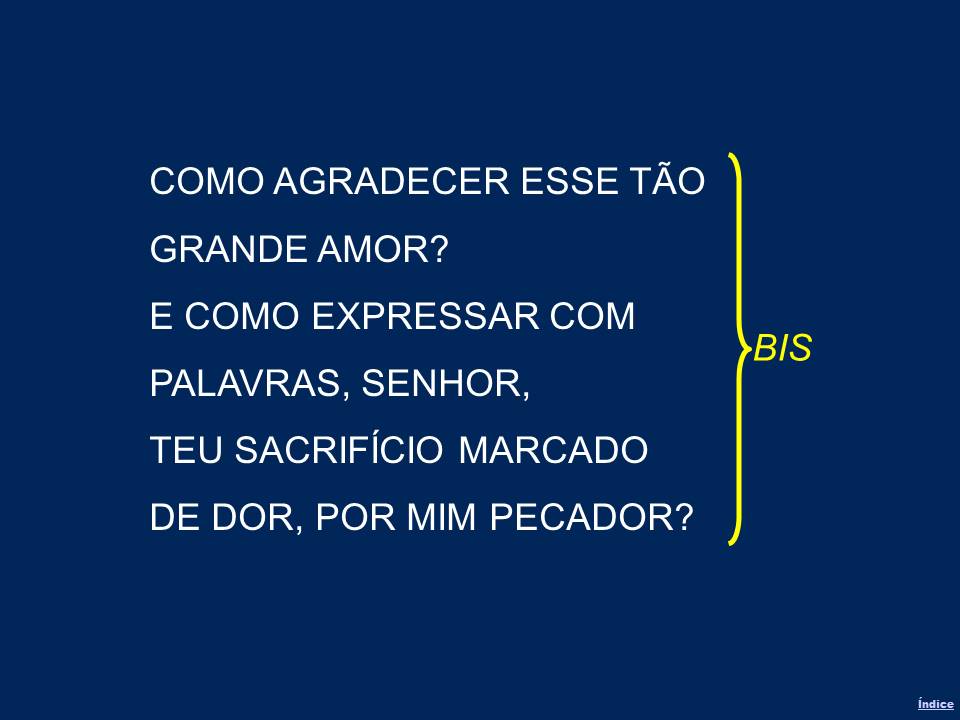 COMO AGRADECER ESSE TÃO
GRANDE AMOR?
E COMO EXPRESSAR COM
PALAVRAS, SENHOR,
TEU SACRIFÍCIO MARCADO
DE DOR, POR MIM PECADOR?
BIS
Índice